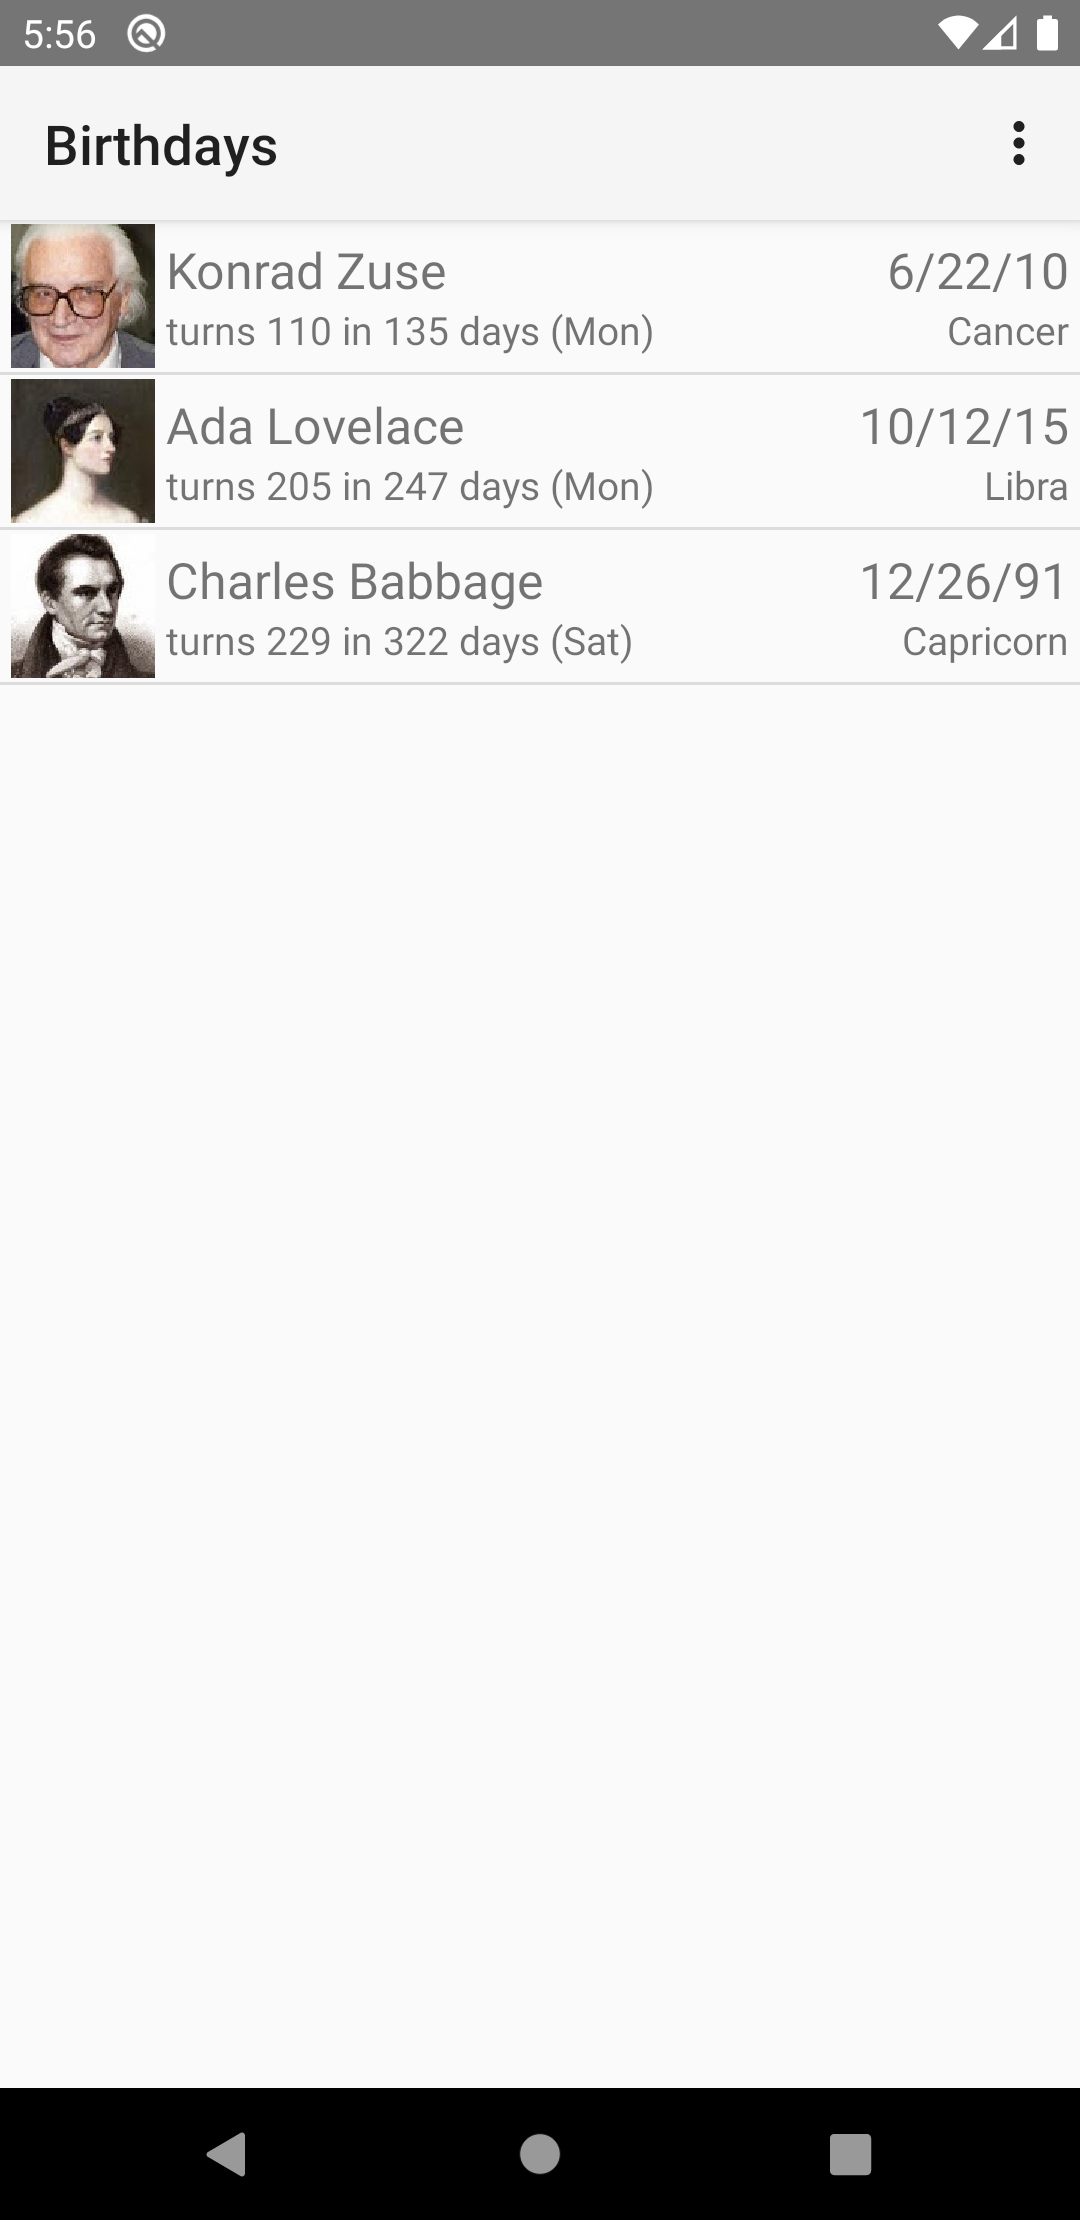 5:56
Birthdays
Konrad Zuse 6/22/10
turns 110 in 135 days (Mon) Cancer
Ada Lovelace 10/12/15
turns 205 in 247 days (Mon) Libra
Charles Babbage 12/26/91
turns 229 in 322 days (Sat) Capricorn